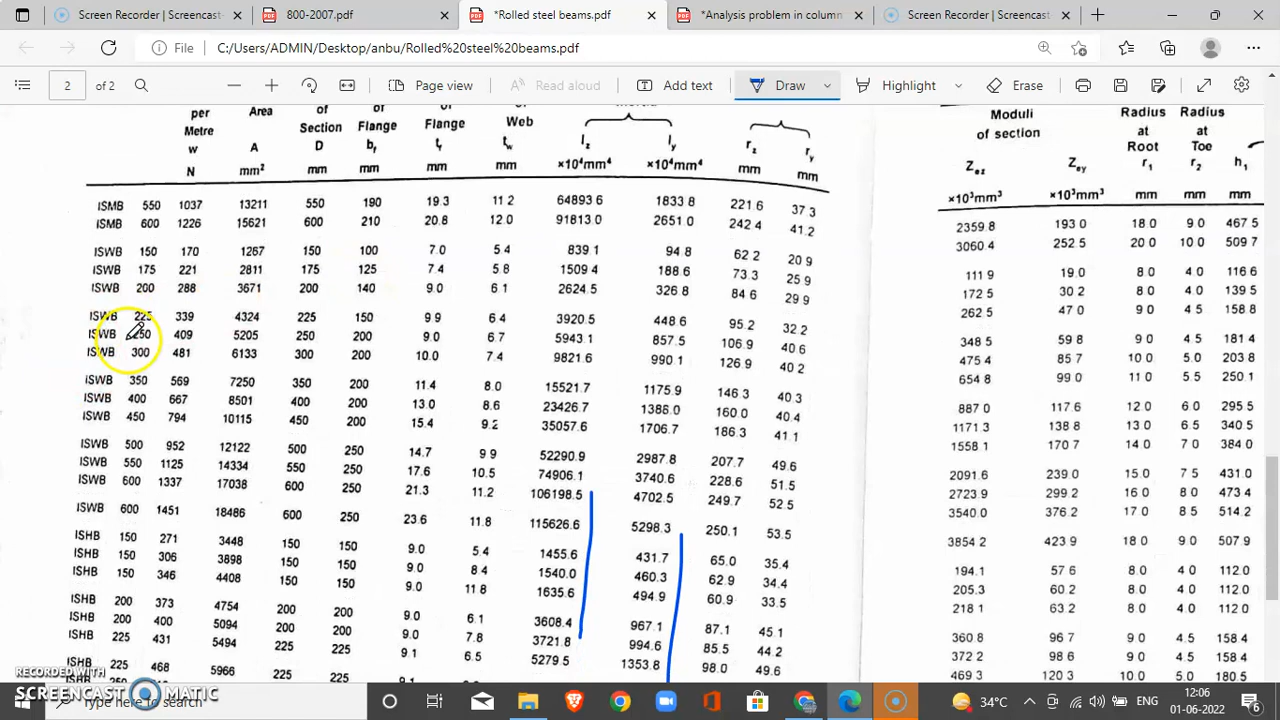 Screen Recorder | Screencast
800-2007.pdf
*Rolled steel beams.pdf
*Analysis problem in column
Screen Recorder | Screencast
File C:/Users/ADMIN/Desktop/anbu/Rolled%20steel%20beams.pdf
2 of 2 Page view Read aloud Add text Draw Highlight Erase
per Metre w N
Area A mm²
of Section D mm
of Flange bf mm
of Flange tf mm
of Web tw mm
Iz ×10⁴mm⁴
Iy ×10⁴mm⁴
rz mm
ry mm
Moduli of section
Zez ×10³mm³
Zey ×10³mm³
Radius at Root r1 mm
Radius at Toe r2 mm
h1 mm
ISMB 550 1037 13211 550 190 19.3 11.2 64893 6 1833 8 221.6 37.3 2359 8 193 0 18 0 9 0 467 5
ISMB 600 1226 15621 600 210 20.8 12.0 91813 0 2651 0 242.4 41.2 3060 4 252 5 20 0 10 0 509 7
ISWB 150 170 1267 150 100 7.0 5.4 839 1 94 8 62 2 20 9 111 9 19 0 8 0 4 0 116 6
ISWB 175 221 2811 175 125 7.4 5.8 1509 4 188 6 73.3 25 9 172 5 30 2 8 0 4 0 139 5
ISWB 200 288 3671 200 140 9.0 6.1 2624 5 326 8 84 6 29 9 262 5 47 0 9 0 4 5 158 8
ISWB 225 339 4324 225 150 9 9 6 4 3920.5 448 6 95.2 32.2 348 5 59 8 9 0 4.5 181 4
ISWB 250 409 5205 250 200 9.0 6.7 5943.1 857.5 106.9 40 6 475 4 85 7 10 0 5.0 203 8
ISWB 300 481 6133 300 200 10.0 7.4 9821 6 990 1 126.9 40 2 654 8 99 0 11 0 5.5 250 1
ISWB 350 569 7250 350 200 11.4 8.0 15521.7 1175.9 146 3 40.3 887 0 117 6 12 0 6 0 295 5
ISWB 400 667 8501 400 200 13.0 8.6 23426.7 1388.0 160.0 40.4 1171 3 138 8 13 0 6.5 340 5
ISWB 450 794 10115 450 200 15.4 9.2 35057.6 1706.7 186.3 41.1 1558 1 170 7 14 0 7 0 384 0
ISWB 500 952 12122 500 250 14.7 9 9 52290.9 2987.8 207.7 49.6 2091 6 239 0 15 0 7 5 431 0
ISWB 550 1125 14334 550 250 17.6 10.5 74906.1 3740.6 228.6 51.5 2723 9 299 2 16 0 8 0 473 4
ISWB 600 1337 17038 600 250 21.3 11.2 106198.5 4702.5 249.7 52.5 3540 0 376 2 17 0 8 5 514 2
ISWB 600 1451 18486 600 250 23.6 11.8 115626.6 5298.3 250.1 53.5 3854 2 423 9 18 0 9 0 507 9
ISHB 150 271 3448 150 150 9.0 5.4 1455.6 431.7 65.0 35.4 194.1 57 6 8 0 4 0 112 0
ISHB 150 306 3898 150 150 9.0 8 4 1540.0 460.3 62.9 34.4 205.3 60 2 8 0 4 0 112 0
ISHB 150 346 4408 150 150 9.0 11.8 1635.6 494.9 60.9 33.5 218 1 63 2 8 0 4 0 112 0
ISHB 200 373 4754 200 200 9.0 6.1 3608.4 967.1 87.1 45.1 360 8 96 7 9 0 4.5 158 4
ISHB 200 400 5094 200 200 9.0 7.8 3721.8 994.6 85.5 44.2 372 2 98 6 9 0 4 5 158 4
ISHB 225 431 5494 225 225 9.1 6.5 5279.5 1353.8 98.0 49.6 469 3 120 3 10 0 5.0 180 5
ISHB 225 468 5966 225 225
RECORDED WITH
SCREENCAST MATIC
Type here to search
34°C ENG 12:06
01-06-2022
6